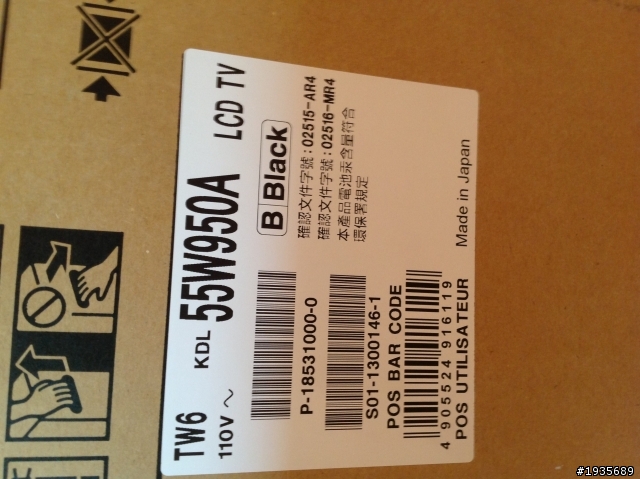 TW6 KDL 55W950A LCD TV
110V ~
B Black
P-18531000-0
確認文件字號：02515-AR4
確認文件字號：02516-MR4
本產品電池汞含量符合
環保署規定
S01-1300146-1
POS BAR CODE
4 905524 916119
POS UTILISATEUR
Made in Japan
#1935689